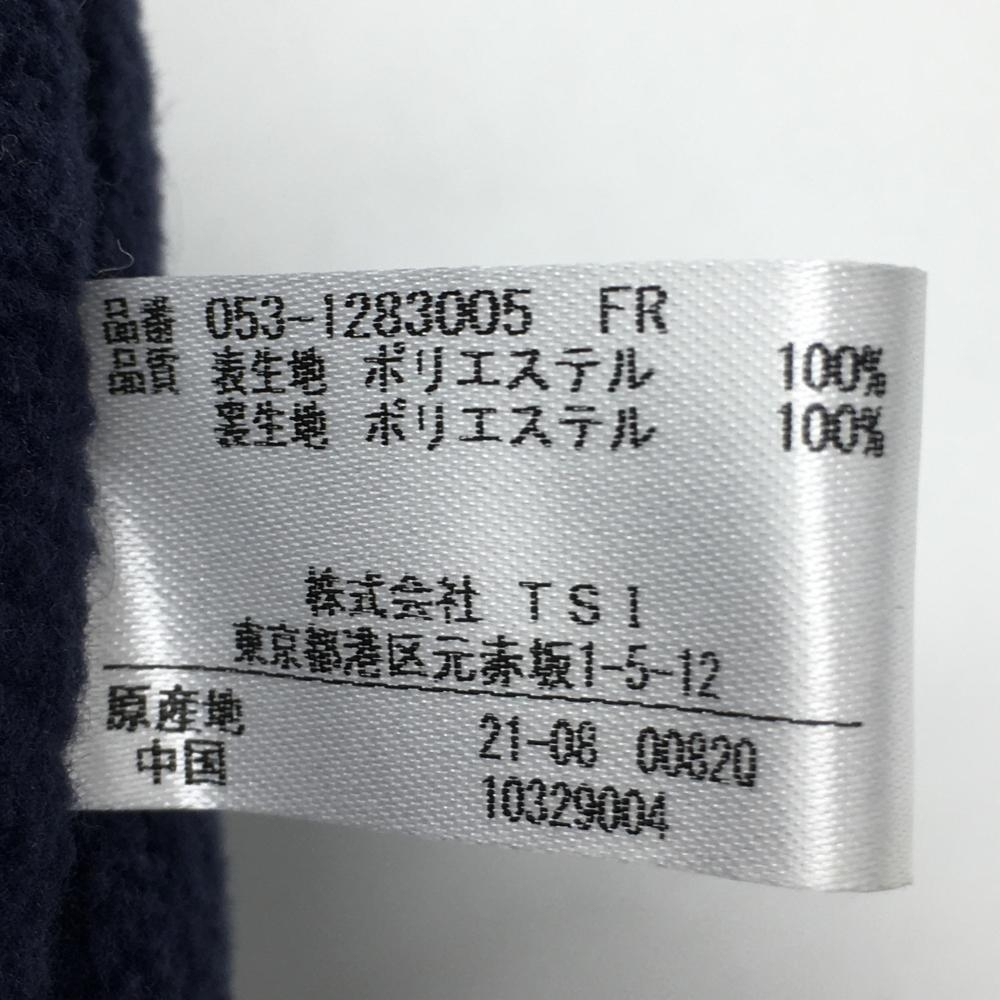 品番 053-1283005 FR
品質 表生地 ポリエステル 100%
裏生地 ポリエステル 100%
株式会社 TSI
東京都港区元赤坂1-5-12
原産地
中国
21-08 00820
10329004